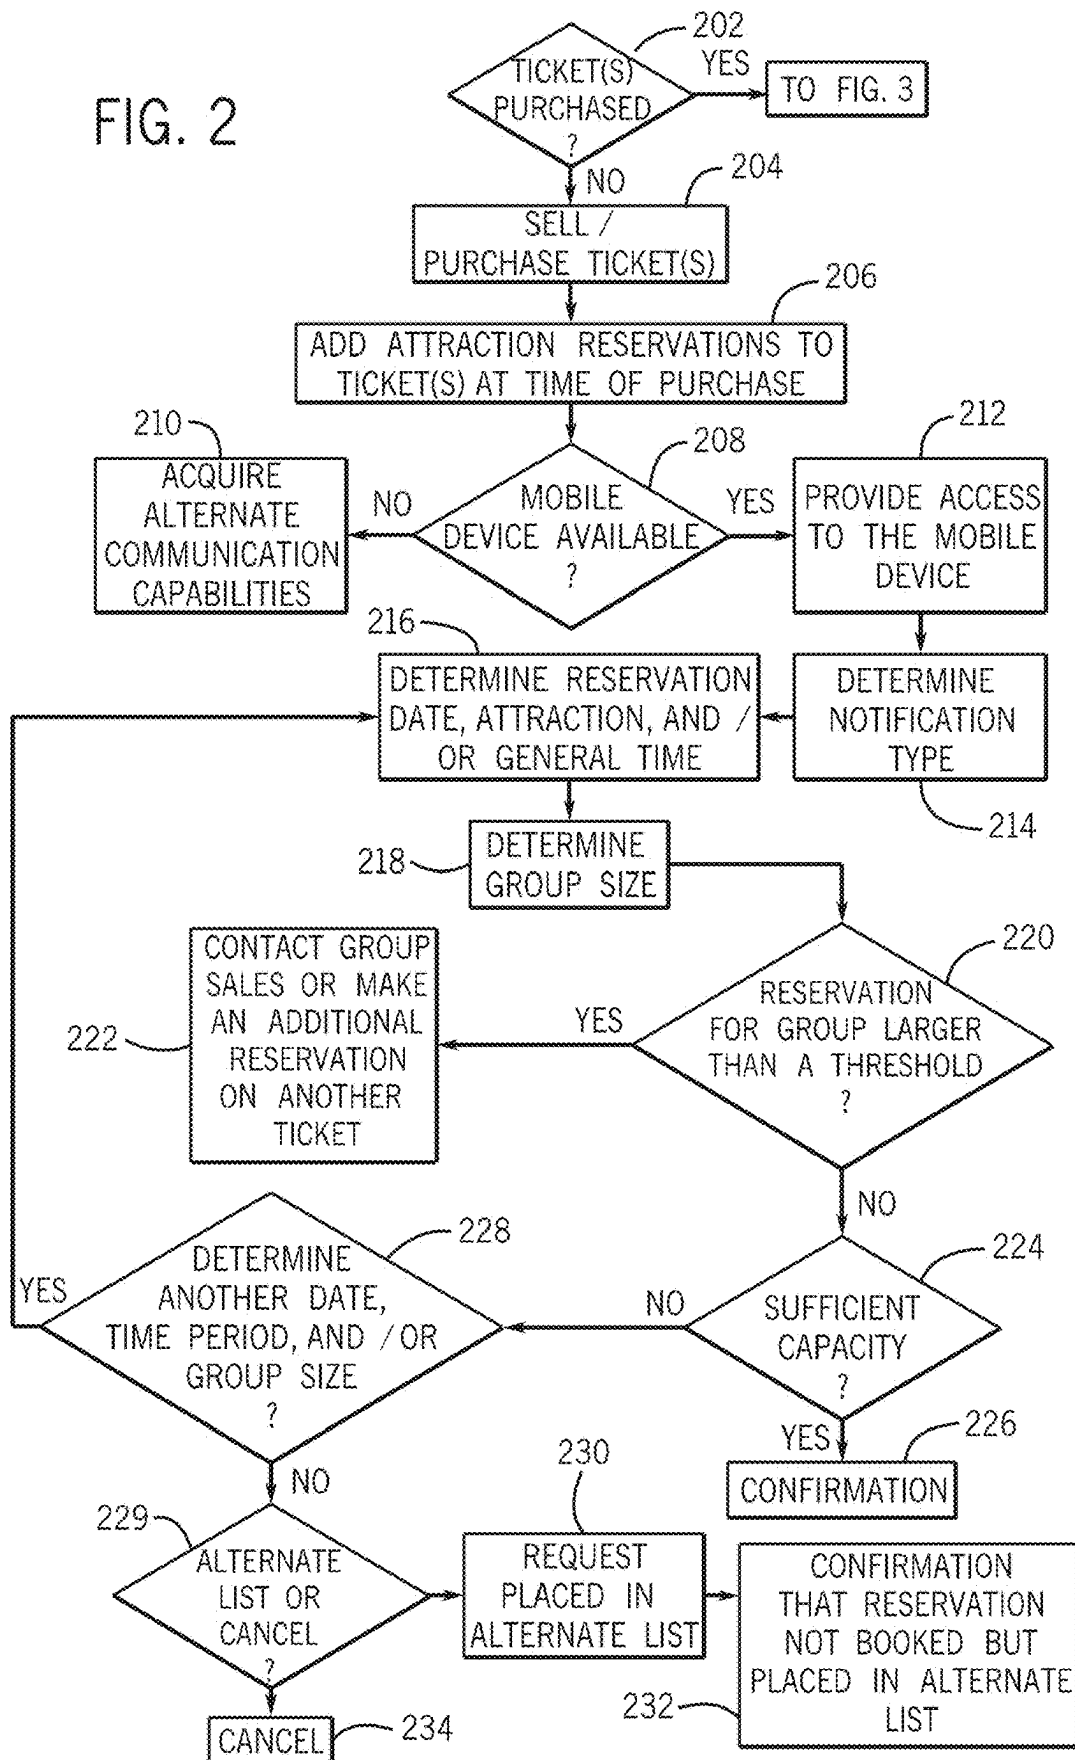 FIG. 2
202
TICKET(S)
PURCHASED
?
YES
TO FIG. 3
NO
204
SELL /
PURCHASE TICKET(S)
206
ADD ATTRACTION RESERVATIONS TO
TICKET(S) AT TIME OF PURCHASE
208
MOBILE
DEVICE AVAILABLE
?
NO
210
ACQUIRE
ALTERNATE
COMMUNICATION
CAPABILITIES
YES
212
PROVIDE ACCESS
TO THE MOBILE
DEVICE
DETERMINE
NOTIFICATION
TYPE
214
216
DETERMINE RESERVATION
DATE, ATTRACTION, AND /
OR GENERAL TIME
218
DETERMINE
GROUP SIZE
220
RESERVATION
FOR GROUP LARGER
THAN A THRESHOLD
?
YES
222
CONTACT GROUP
SALES OR MAKE
AN ADDITIONAL
RESERVATION
ON ANOTHER
TICKET
NO
224
SUFFICIENT
CAPACITY
?
YES
226
CONFIRMATION
NO
228
DETERMINE
ANOTHER DATE,
TIME PERIOD, AND / OR
GROUP SIZE
?
YES
NO
229
ALTERNATE
LIST OR
CANCEL
?
230
REQUEST
PLACED IN
ALTERNATE LIST
CONFIRMATION
THAT RESERVATION
NOT BOOKED BUT
PLACED IN ALTERNATE
LIST
232
CANCEL
234